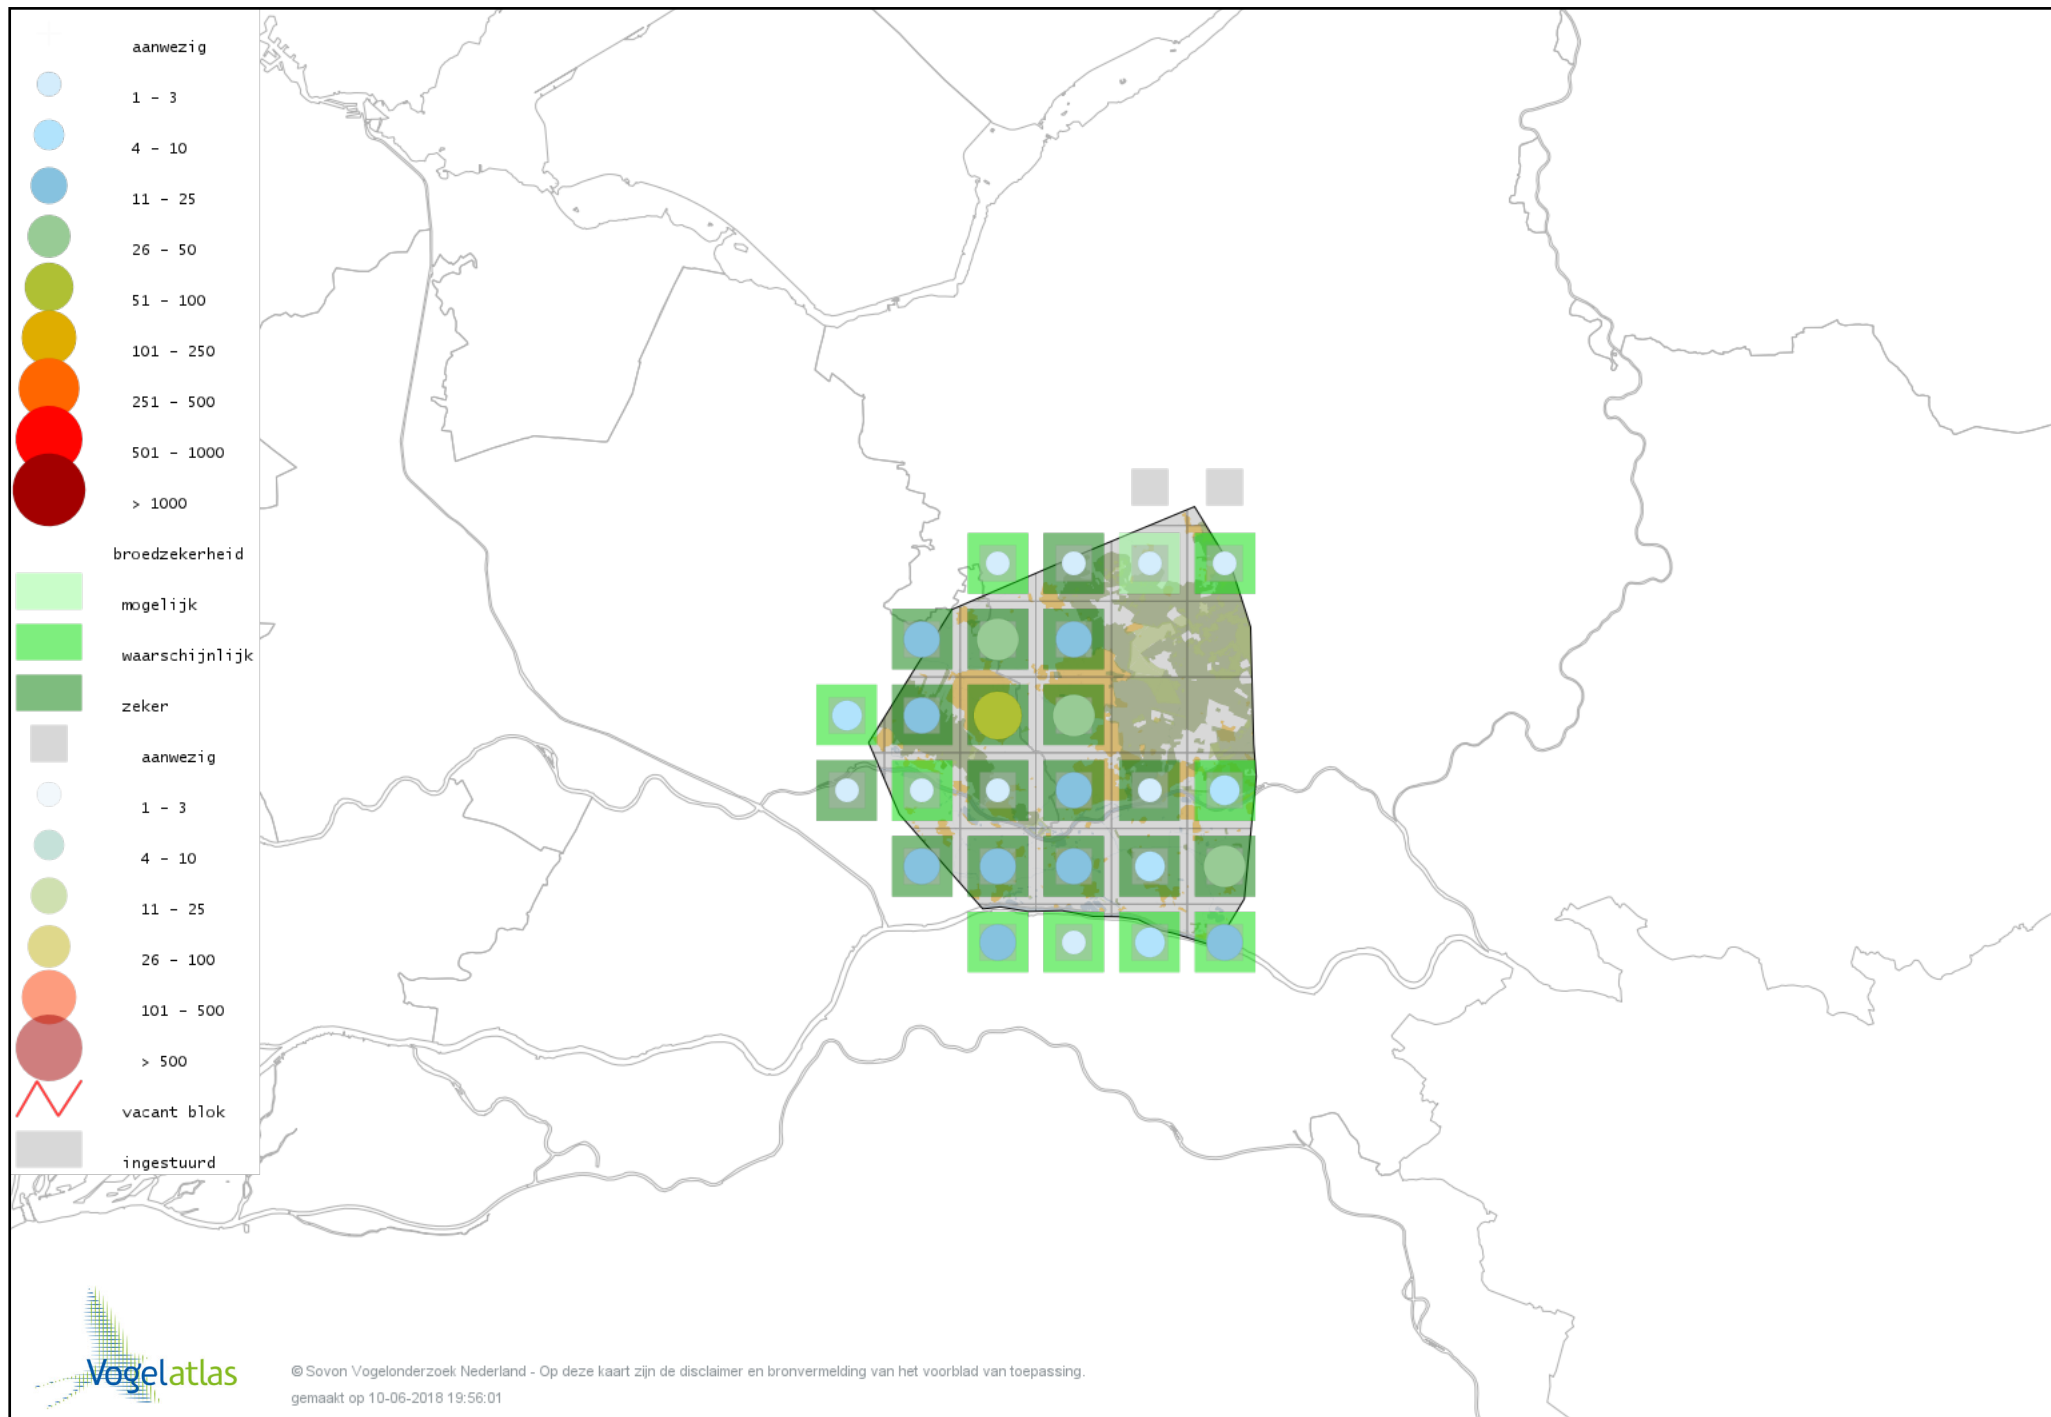 aanwezig
1 - 3
4 - 10
11 - 25
26 - 50
51 - 100
101 - 250
251 - 500
501 - 1000
> 1000
broedzekerheid
mogelijk
waarschijnlijk
zeker
aanwezig
1 - 3
4 - 10
11 - 25
26 - 100
101 - 500
> 500
vacant blok
ingestuurd
Vogelatlas
© Sovon Vogelonderzoek Nederland - Op deze kaart zijn de disclaimer en bronvermelding van het voorblad van toepassing.
gemaakt op 10-06-2018 19:56:01